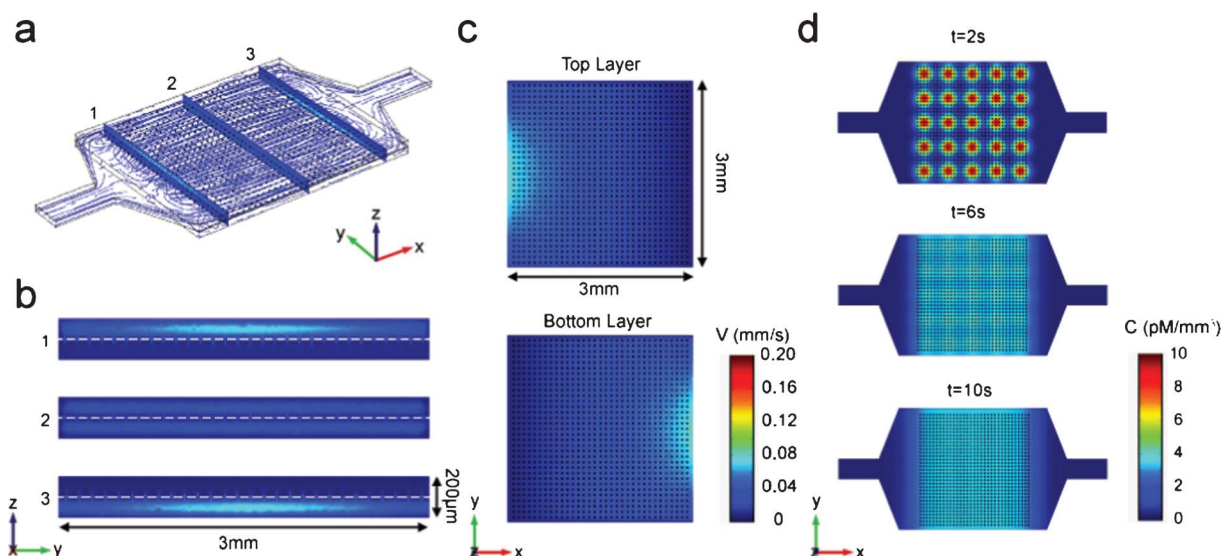 a
1
2
3
z
y
x
b
1
2
3
200μm
3mm
z
x
y
c
Top Layer
3mm
3mm
Bottom Layer
V (mm/s)
0.20
0.16
0.12
0.08
0.04
0
y
z
x
d
t=2s
t=6s
t=10s
C (pM/mm³)
10
8
6
4
2
0
y
z
x